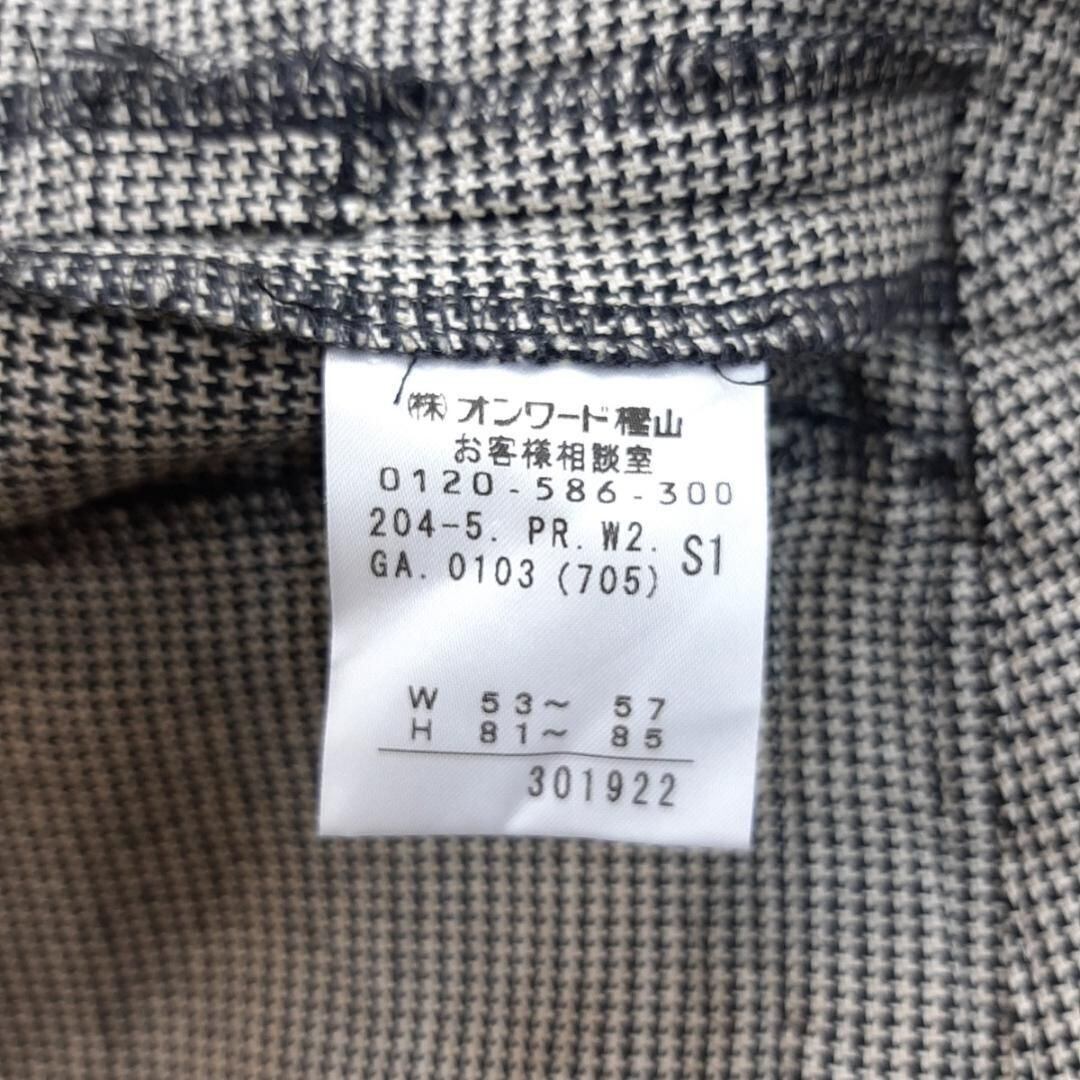 ㈱オンワード樫山
お客様相談室
0120-586-300
204-5. PR. W2. S1
GA. 0103 (705)
W 53~ 57
H 81~ 85
301922